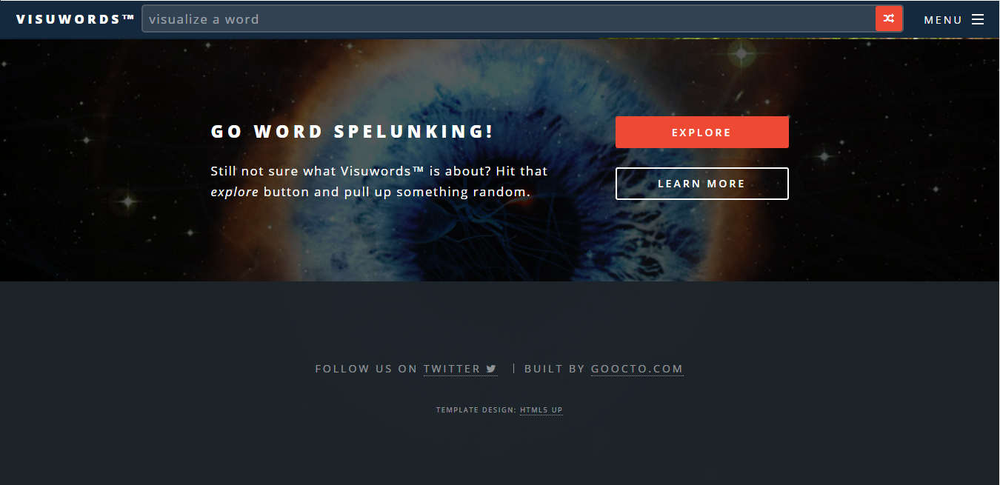 VISUWORDS™ visualize a word MENU
GO WORD SPELUNKING!
EXPLORE
Still not sure what Visuwords™ is about? Hit that
explore button and pull up something random.
LEARN MORE
FOLLOW US ON TWITTER | BUILT BY GOOCTO.COM
TEMPLATE DESIGN: HTML5 UP